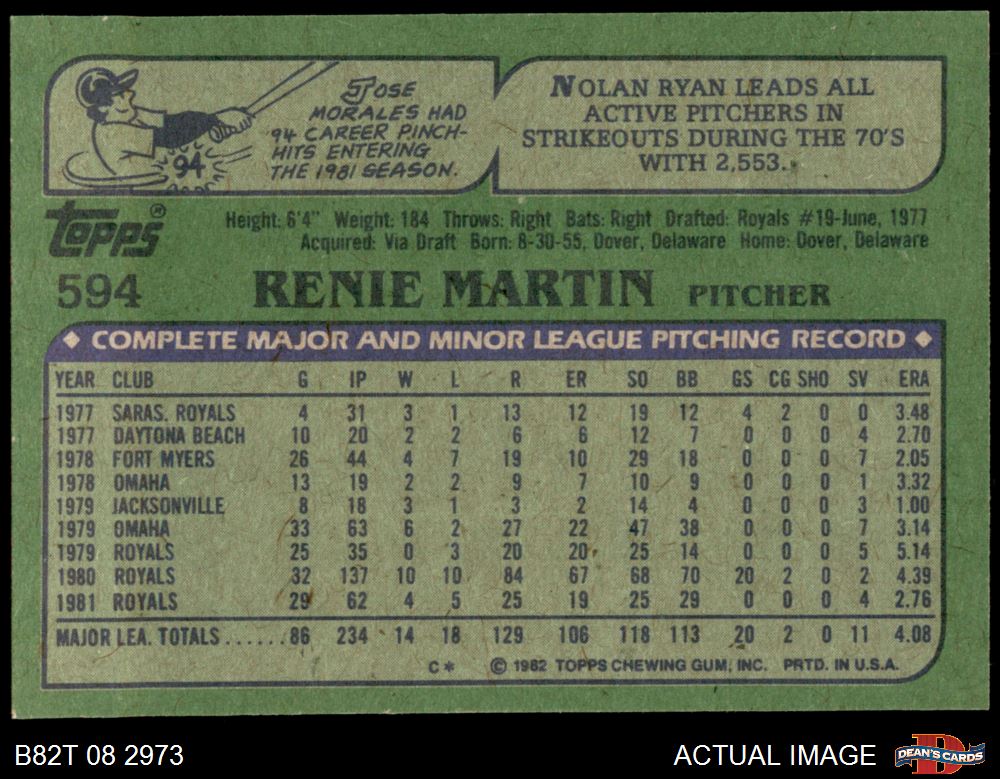 JOSE
MORALES HAD
94 CAREER PINCH-
HITS ENTERING
THE 1981 SEASON.
94
NOLAN RYAN LEADS ALL
ACTIVE PITCHERS IN
STRIKEOUTS DURING THE 70'S
WITH 2,553.
TOPPS®
Height: 6'4" Weight: 184 Throws: Right Bats: Right Drafted: Royals #19-June, 1977
Acquired: Via Draft Born: 8-30-55, Dover, Delaware Home: Dover, Delaware
594 RENIE MARTIN PITCHER
◆ COMPLETE MAJOR AND MINOR LEAGUE PITCHING RECORD ◆
YEAR CLUB G IP W L R ER SO BB GS CG SHO SV ERA
1977 SARAS. ROYALS 4 31 3 1 13 12 19 12 4 2 0 0 3.48
1977 DAYTONA BEACH 10 20 2 2 6 6 12 7 0 0 0 4 2.70
1978 FORT MYERS 26 44 4 7 19 10 29 18 0 0 0 7 2.05
1978 OMAHA 13 19 2 2 9 7 10 9 0 0 0 1 3.32
1979 JACKSONVILLE 8 18 3 1 3 2 14 4 0 0 0 3 1.00
1979 OMAHA 33 63 6 2 27 22 47 38 0 0 0 7 3.14
1979 ROYALS 25 35 0 3 20 20 25 14 0 0 0 5 5.14
1980 ROYALS 32 137 10 10 84 67 68 70 20 2 0 2 4.39
1981 ROYALS 29 62 4 5 25 19 25 29 0 0 0 4 2.76
MAJOR LEA. TOTALS......86 234 14 18 129 106 118 113 20 2 0 11 4.08
C* © 1982 TOPPS CHEWING GUM, INC. PRTD. IN U.S.A.
B82T 08 2973 ACTUAL IMAGE DEAN'S CARDS